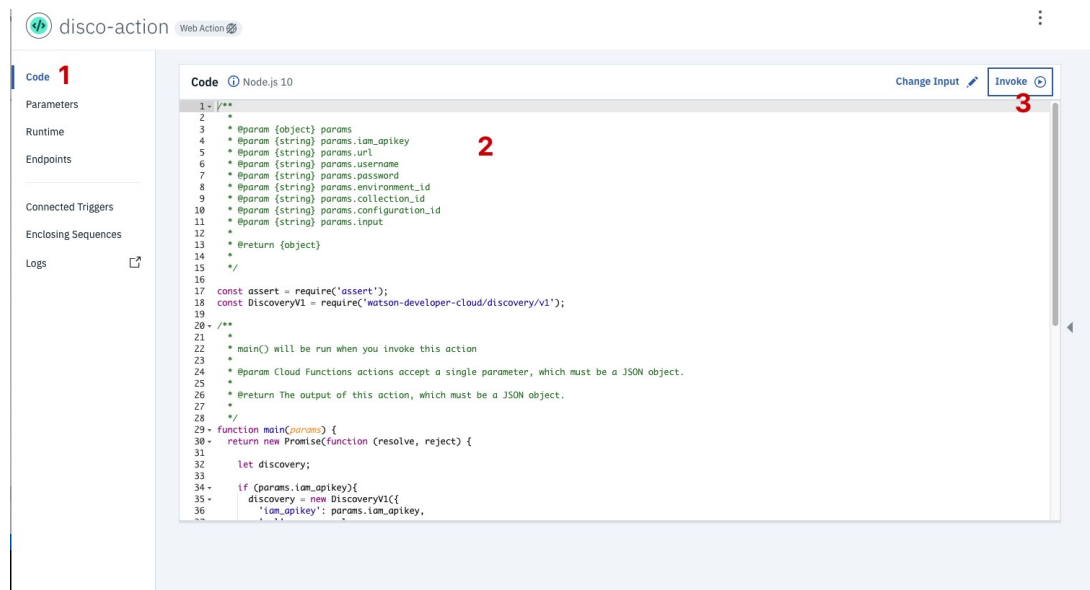 disco-action Web Action
Code 1
Parameters
Runtime
Endpoints
Connected Triggers
Enclosing Sequences
Logs
Code Node.js 10 Change Input Invoke
3
2
1 /**
2 *
3 * @param {object} params
4 * @param {string} params.iam_apikey
5 * @param {string} params.url
6 * @param {string} params.username
7 * @param {string} params.password
8 * @param {string} params.environment_id
9 * @param {string} params.collection_id
10 * @param {string} params.configuration_id
11 * @param {string} params.input
12 *
13 * @return {object}
14 *
15 */
16
17 const assert = require('assert');
18 const DiscoveryV1 = require('watson-developer-cloud/discovery/v1');
19
20 /**
21 *
22 * main() will be run when you invoke this action
23 *
24 * @param Cloud Functions actions accept a single parameter, which must be a JSON object.
25 *
26 * @return The output of this action, which must be a JSON object.
27 *
28 */
29 function main(params) {
30 return new Promise(function (resolve, reject) {
31
32 let discovery;
33
34 if (params.iam_apikey){
35 discovery = new DiscoveryV1({
36 'iam_apikey': params.iam_apikey,